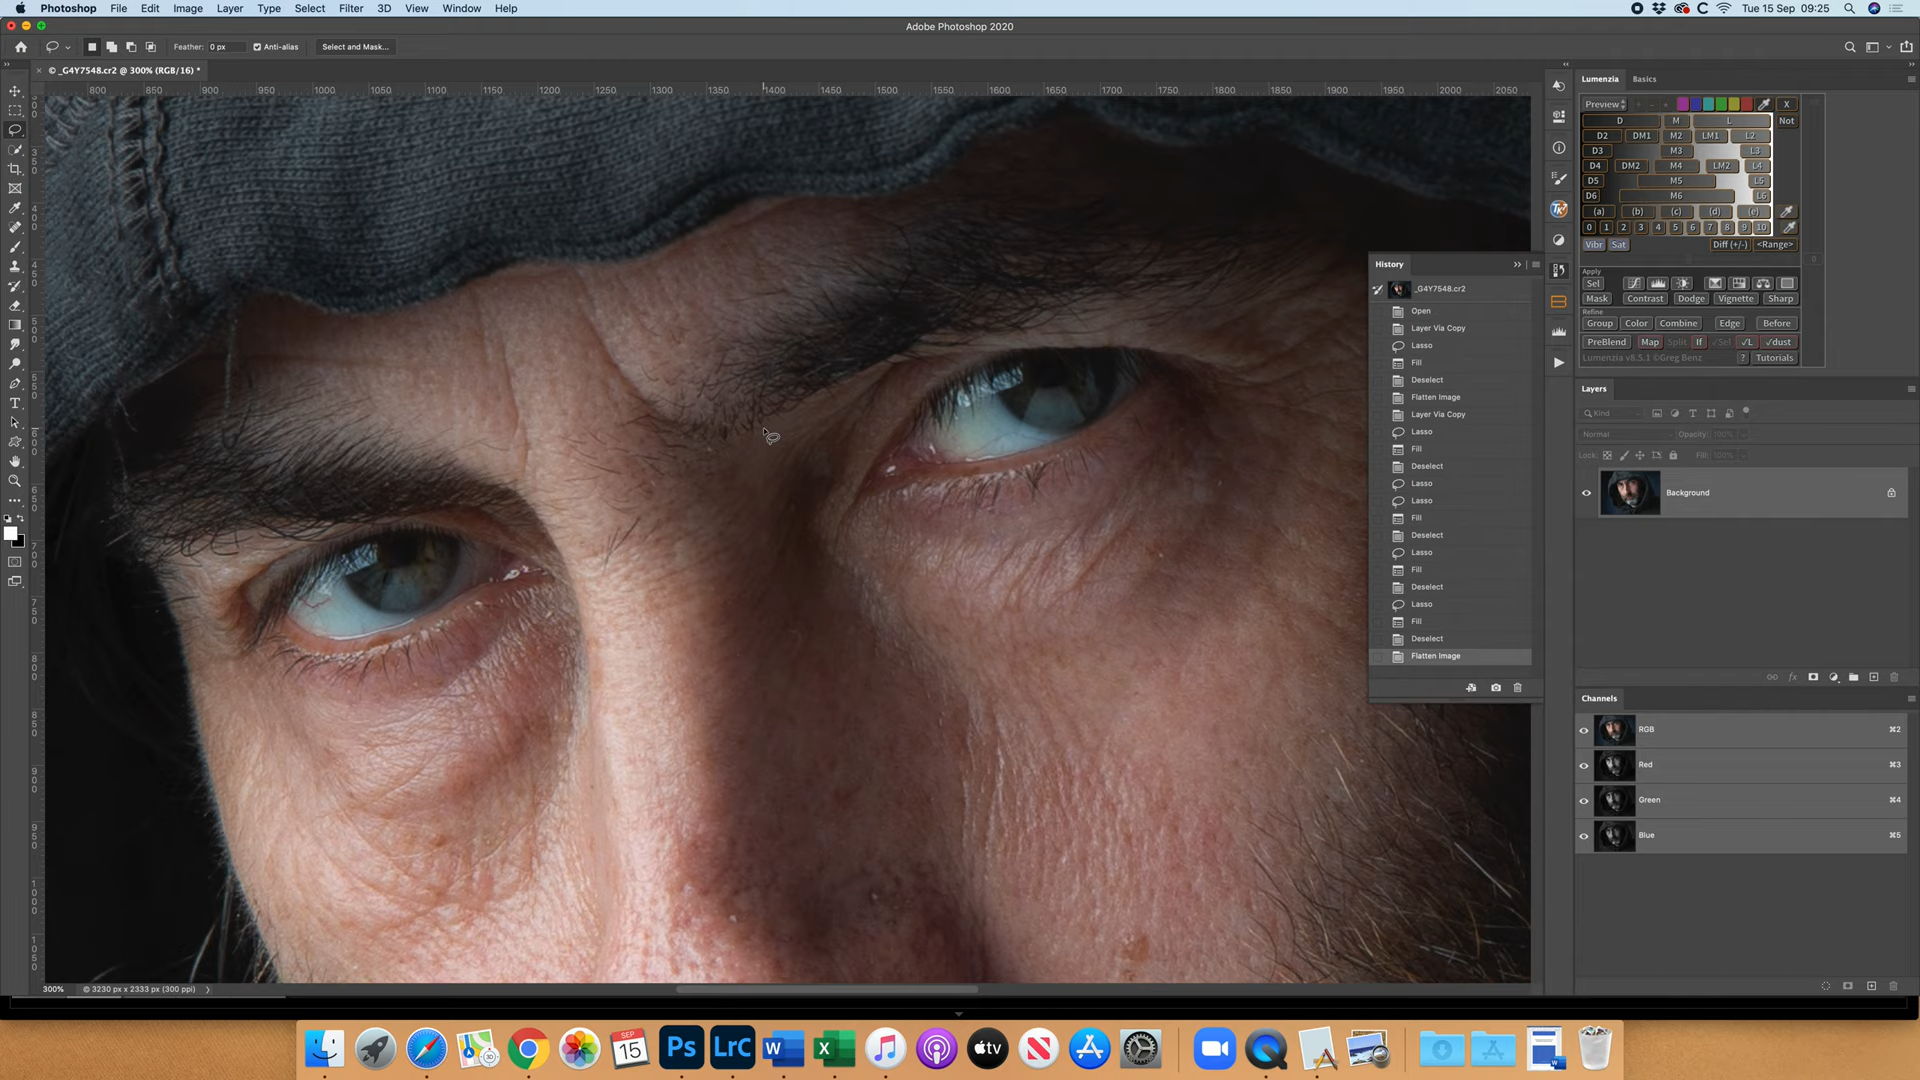 Photoshop File Edit Image Layer Type Select Filter 3D View Window Help Tue 15 Sep 09:25
Adobe Photoshop 2020
Feather: 0 px Anti-alias Select and Mask...
× © _G4Y7548.cr2 @ 300% (RGB/16) *
800 850 900 950 1000 1050 1100 1150 1200 1250 1300 1350 1400 1450 1500 1550 1600 1650 1700 1750 1800 1850 1900 1950 2000 2050
Lumenzia Basics
Preview X
D M L Not
D2 DM1 M2 LM1 L2
D3 M3 L3
D4 DM2 M4 LM2 L4
D5 M5 L5
D6 M6 L6
(a) (b) (c) (d) (e)
0 1 2 3 4 5 6 7 8 9 10
Vibr Sat Diff (+/-) <Range>
0
Apply
Sel
Mask Contrast Dodge Vignette Sharp
Refine
Group Color Combine Edge Before
PreBlend Map Split If √Sel √L √dust
Lumenzia v8.5.1 ©Greg Benz ? Tutorials
History
_G4Y7548.cr2
Open
Layer Via Copy
Lasso
Fill
Deselect
Flatten Image
Layer Via Copy
Lasso
Fill
Deselect
Lasso
Lasso
Fill
Deselect
Lasso
Fill
Deselect
Lasso
Fill
Deselect
Flatten Image
Layers
Kind
Normal Opacity: 100%
Lock: Fill: 100%
Background
Channels
RGB ⌘2
Red ⌘3
Green ⌘4
Blue ⌘5
300% © 3230 px x 2333 px (300 ppi)
SEP
15
Ps LrC W X tv N